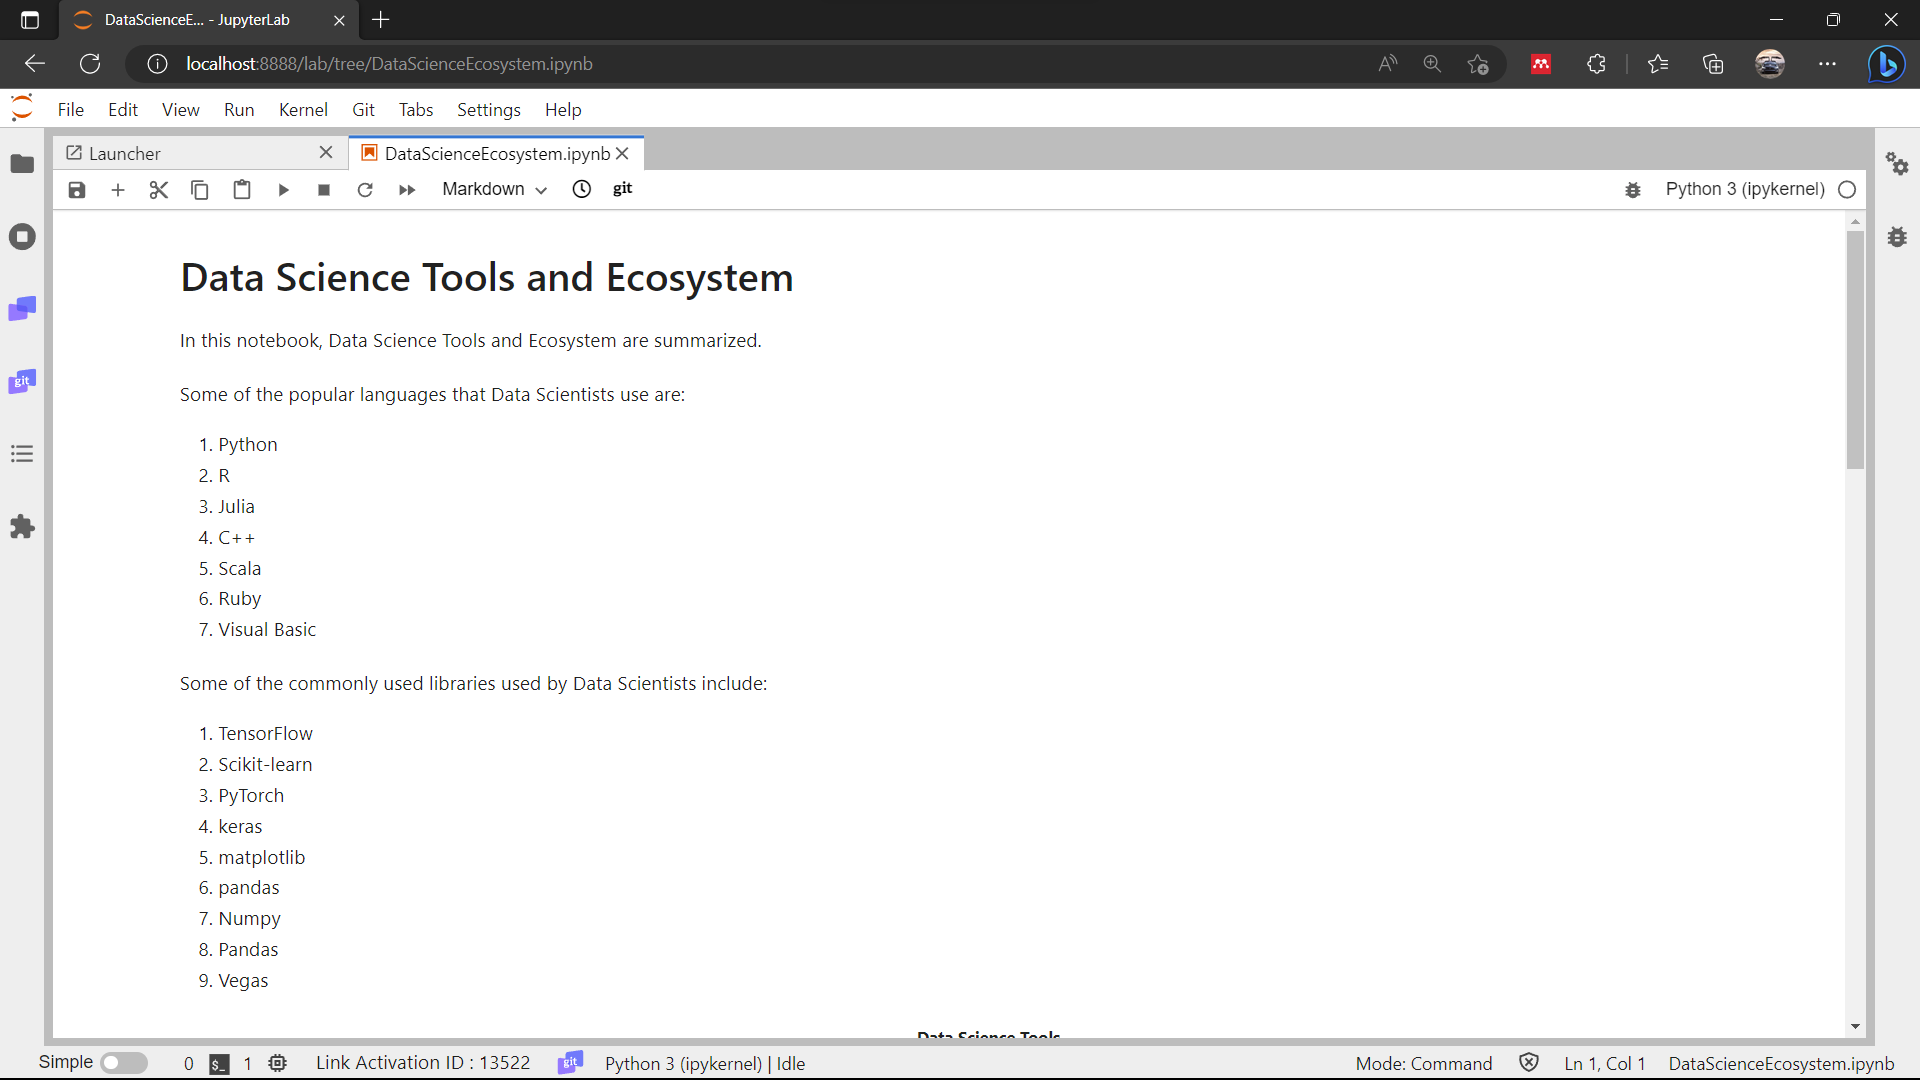 DataScienceE... - JupyterLab
localhost:8888/lab/tree/DataScienceEcosystem.ipynb
File Edit View Run Kernel Git Tabs Settings Help
Launcher DataScienceEcosystem.ipynb
Markdown git Python 3 (ipykernel)
Data Science Tools and Ecosystem
In this notebook, Data Science Tools and Ecosystem are summarized.
Some of the popular languages that Data Scientists use are:
1. Python
2. R
3. Julia
4. C++
5. Scala
6. Ruby
7. Visual Basic
git
Some of the commonly used libraries used by Data Scientists include:
1. TensorFlow
2. Scikit-learn
3. PyTorch
4. keras
5. matplotlib
6. pandas
7. Numpy
8. Pandas
9. Vegas
Data Science Tools
Simple 0 $_ 1 Link Activation ID : 13522 git Python 3 (ipykernel) | Idle Mode: Command Ln 1, Col 1 DataScienceEcosystem.ipynb